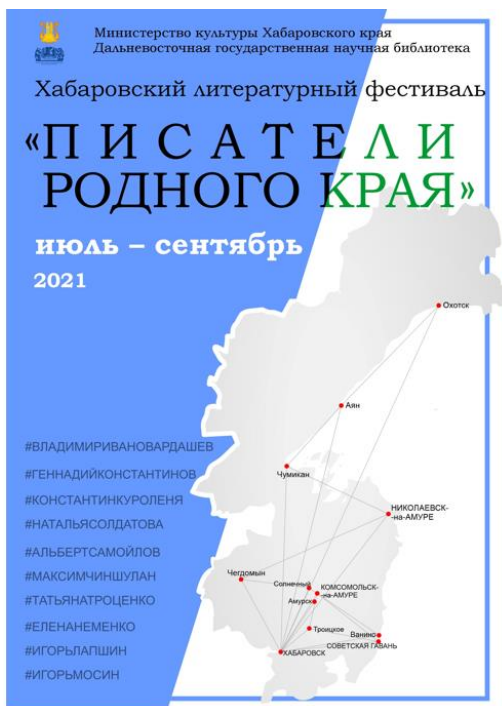 Министерство культуры Хабаровского края
Дальневосточная государственная научная библиотека
Хабаровский литературный фестиваль
«ПИСАТЕЛИ
РОДНОГО КРАЯ»
июль – сентябрь
2021
Охотск
Аян
Чумикан
НИКОЛАЕВСК-
-на-АМУРЕ
Чегдомын
Солнечный
КОМСОМОЛЬСК-
-на-АМУРЕ
Амурск
Троицкое
Ванино
СОВЕТСКАЯ ГАВАНЬ
ХАБАРОВСК
#ВЛАДИМИРИВАНОВАРДАШЕВ
#ГЕННАДИЙКОНСТАНТИНОВ
#КОНСТАНТИНКУРОЛЕНЯ
#НАТАЛЬЯСОЛДАТОВА
#АЛЬБЕРТСАМОЙЛОВ
#МАКСИМЧИНШУЛАН
#ТАТЬЯНАТРОЦЕНКО
#ЕЛЕНАНЕМЕНКО
#ИГОРЬЛАПШИН
#ИГОРЬМОСИН